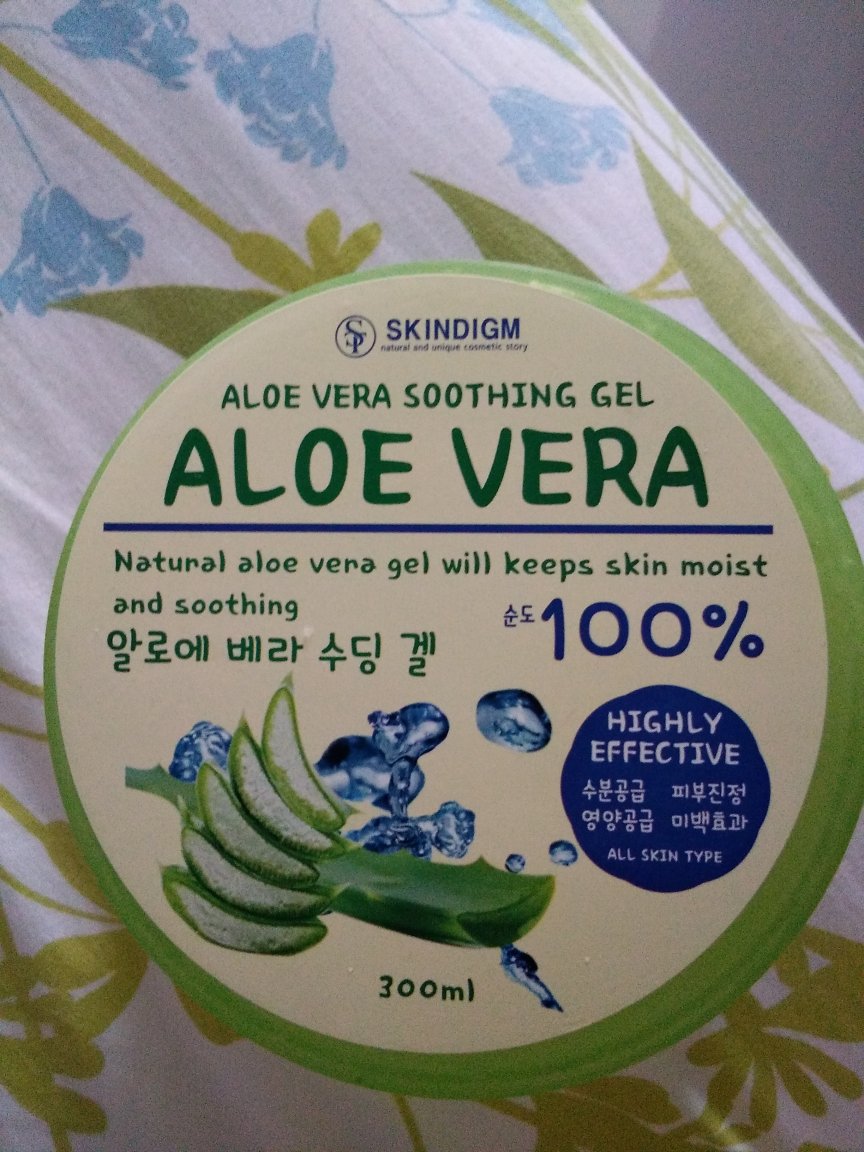 SKINDIGM
natural and unique cosmetic story
ALOE VERA SOOTHING GEL
ALOE VERA
Natural aloe vera gel will keeps skin moist
and soothing
알로에 베라 수딩 겔
순도 100%
HIGHLY
EFFECTIVE
수분공급 피부진정
영양공급 미백효과
ALL SKIN TYPE
300ml